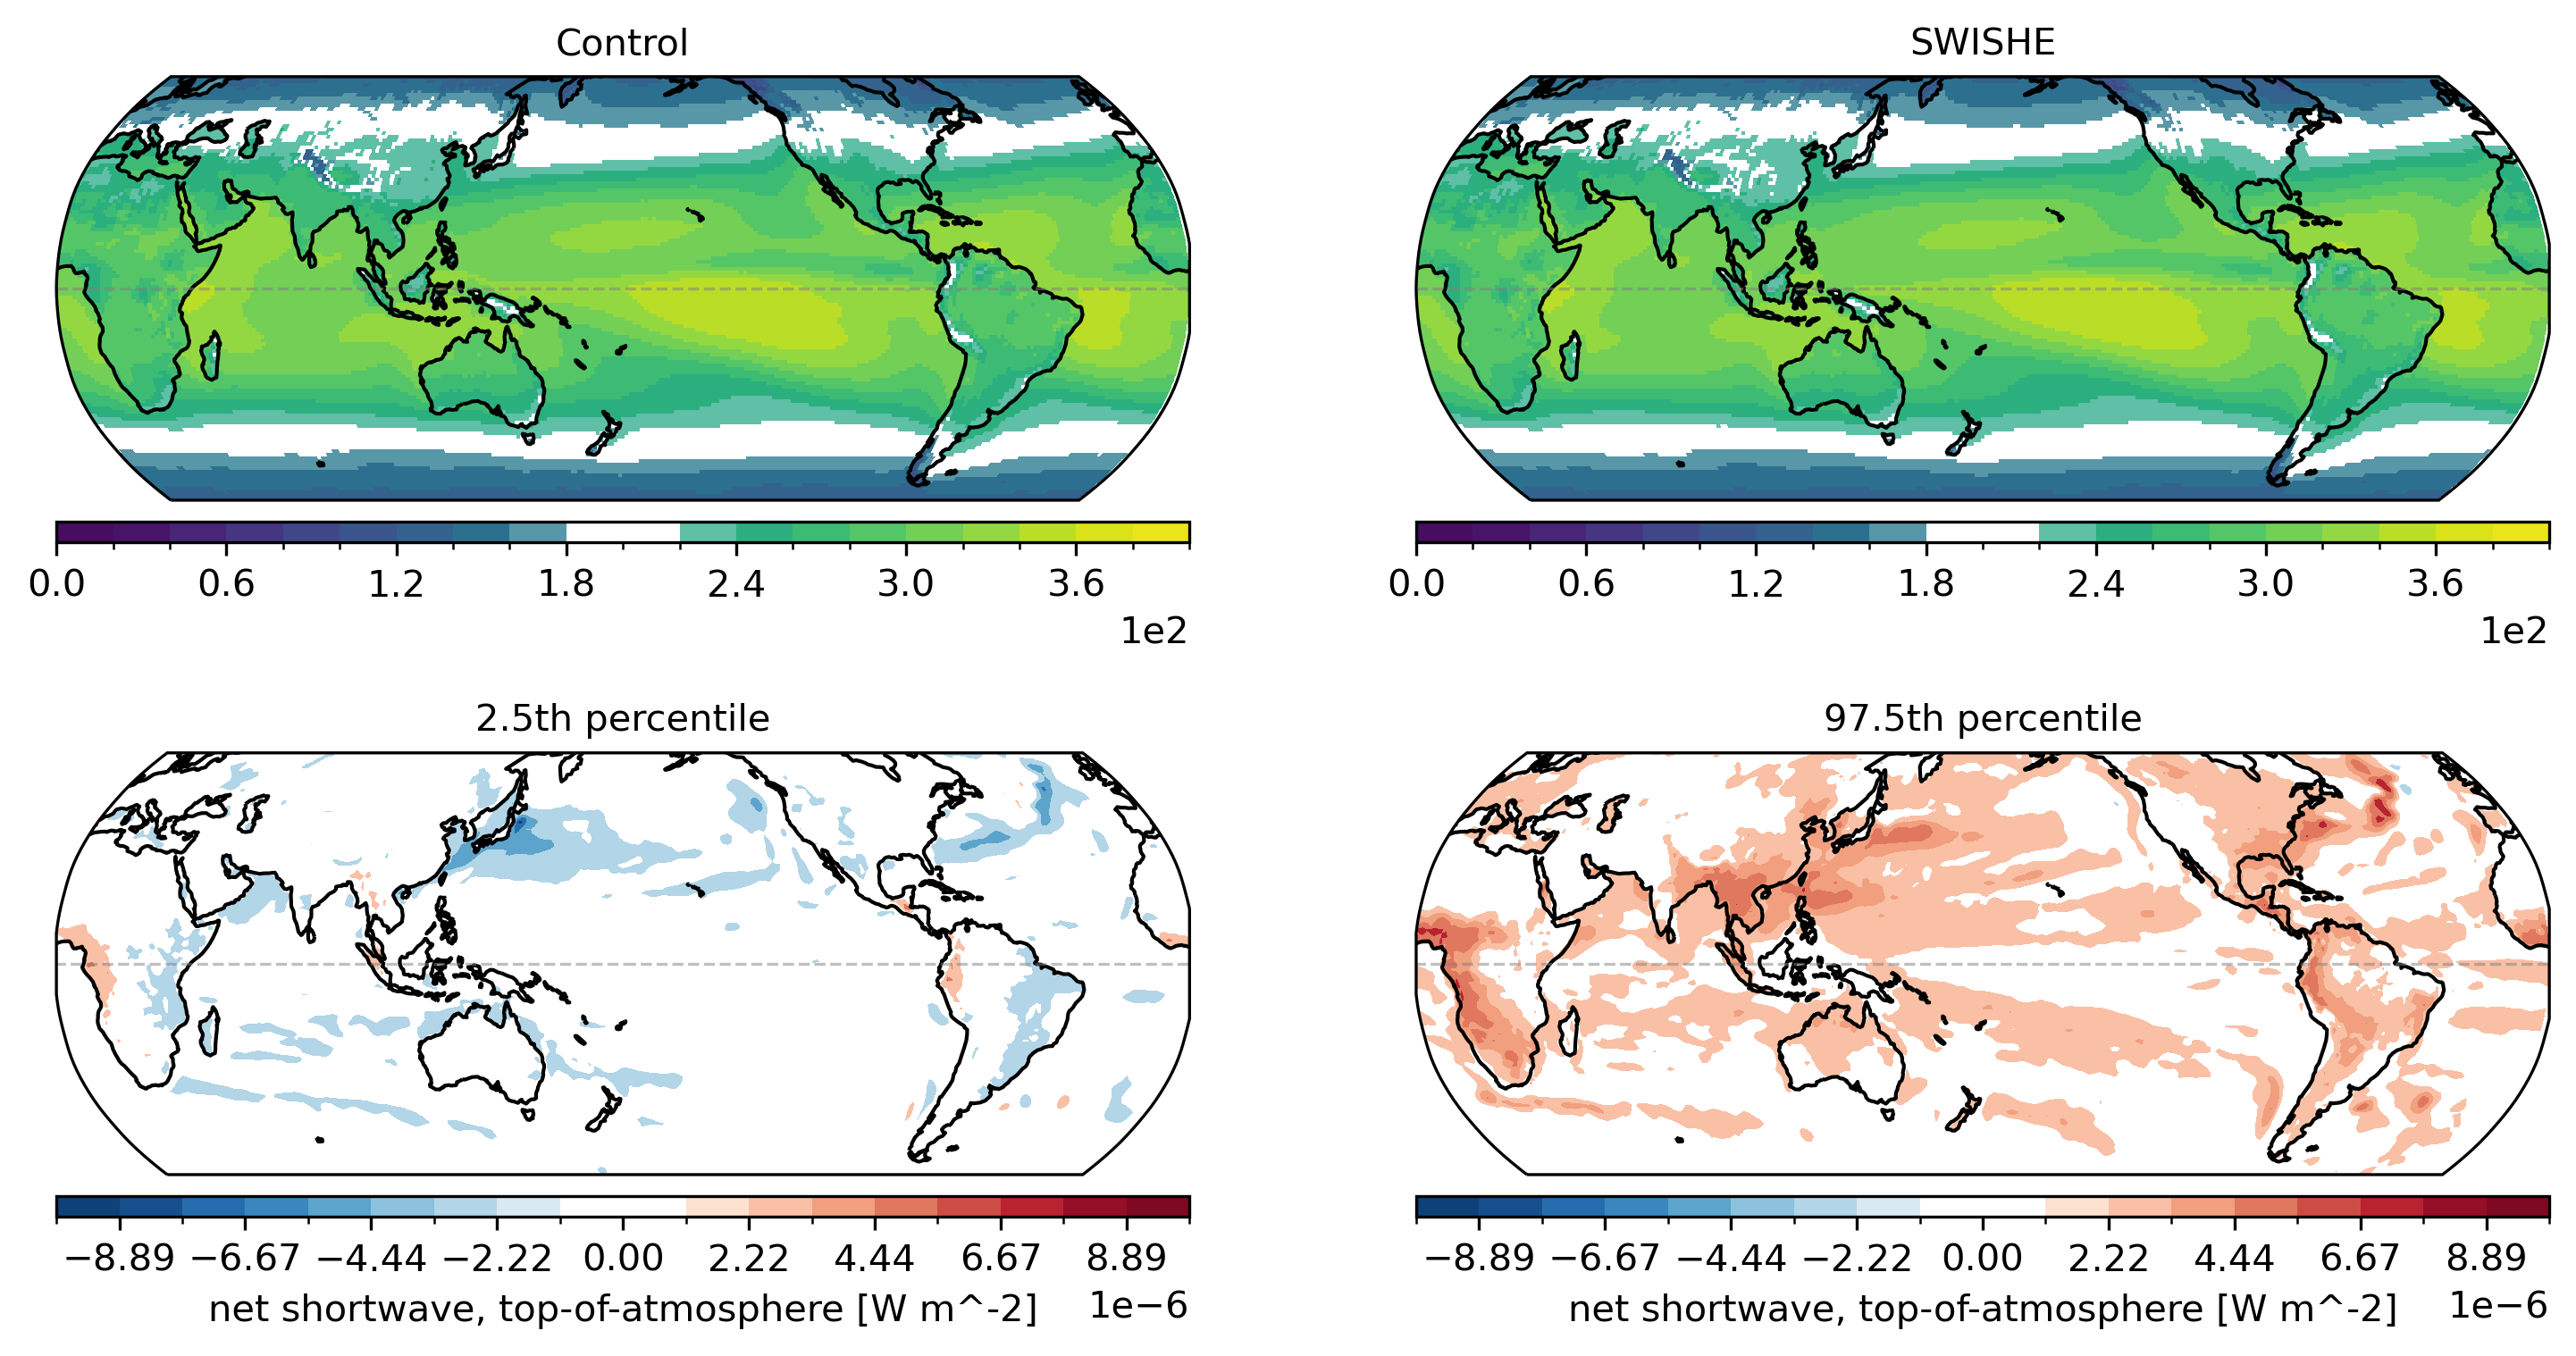 Control
SWISHE
0.0 0.6 1.2 1.8 2.4 3.0 3.6
1e2
0.0 0.6 1.2 1.8 2.4 3.0 3.6
1e2
2.5th percentile
97.5th percentile
−8.89 −6.67 −4.44 −2.22 0.00 2.22 4.44 6.67 8.89
net shortwave, top-of-atmosphere [W m^-2] 1e−6
−8.89 −6.67 −4.44 −2.22 0.00 2.22 4.44 6.67 8.89
net shortwave, top-of-atmosphere [W m^-2] 1e−6